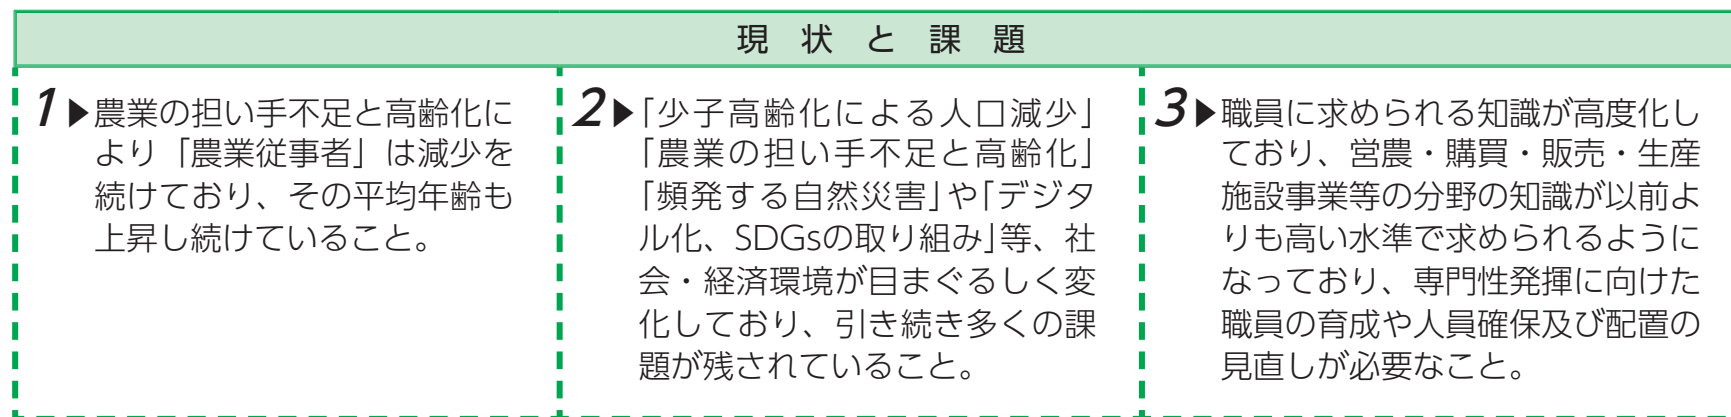 現状と課題
1▶農業の担い手不足と高齢化に
より「農業従事者」は減少を
続けており、その平均年齢も
上昇し続けていること。
2▶「少子高齢化による人口減少」
「農業の担い手不足と高齢化」
「頻発する自然災害」や「デジタ
ル化、SDGsの取り組み」等、社
会・経済環境が目まぐるしく変
化しており、引き続き多くの課
題が残されていること。
3▶職員に求められる知識が高度化し
ており、営農・購買・販売・生産
施設事業等の分野の知識が以前よ
りも高い水準で求められるように
なっており、専門性発揮に向けた
職員の育成や人員確保及び配置の
見直しが必要なこと。